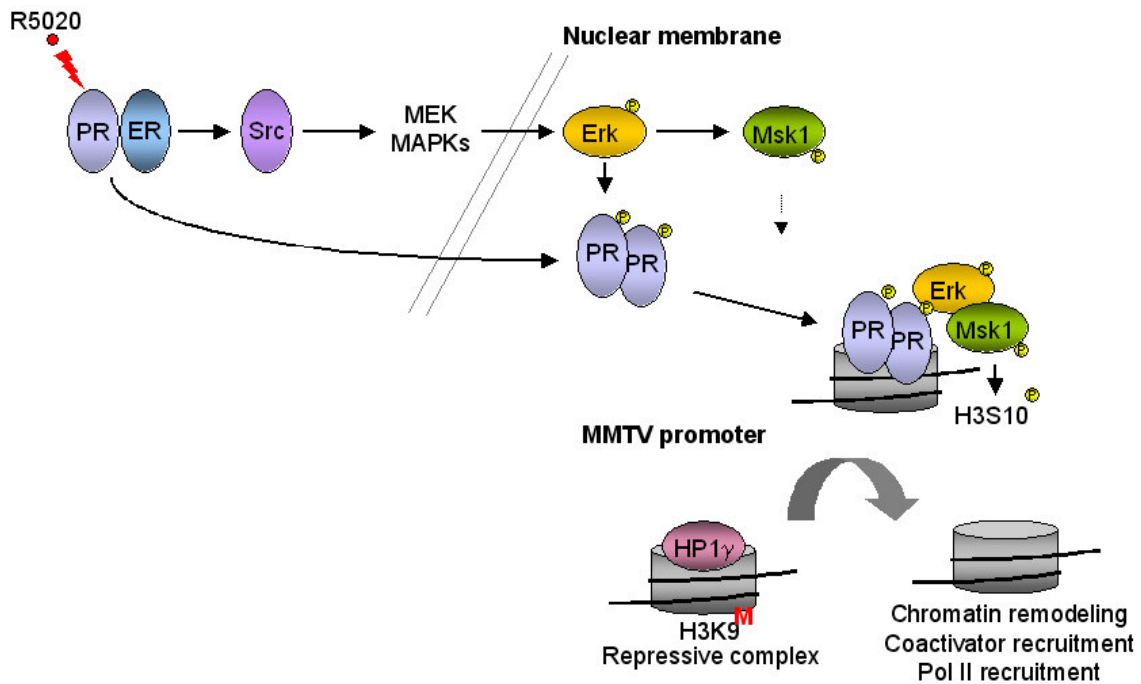 R5020
Nuclear membrane
PR
ER
Src
MEK
MAPKs
Erk
P
Msk1
P
PR
P
PR
P
PR
P
PR
P
Erk
P
Msk1
P
H3S10
P
MMTV promoter
HP1γ
M
H3K9
Repressive complex
Chromatin remodeling
Coactivator recruitment
Pol II recruitment